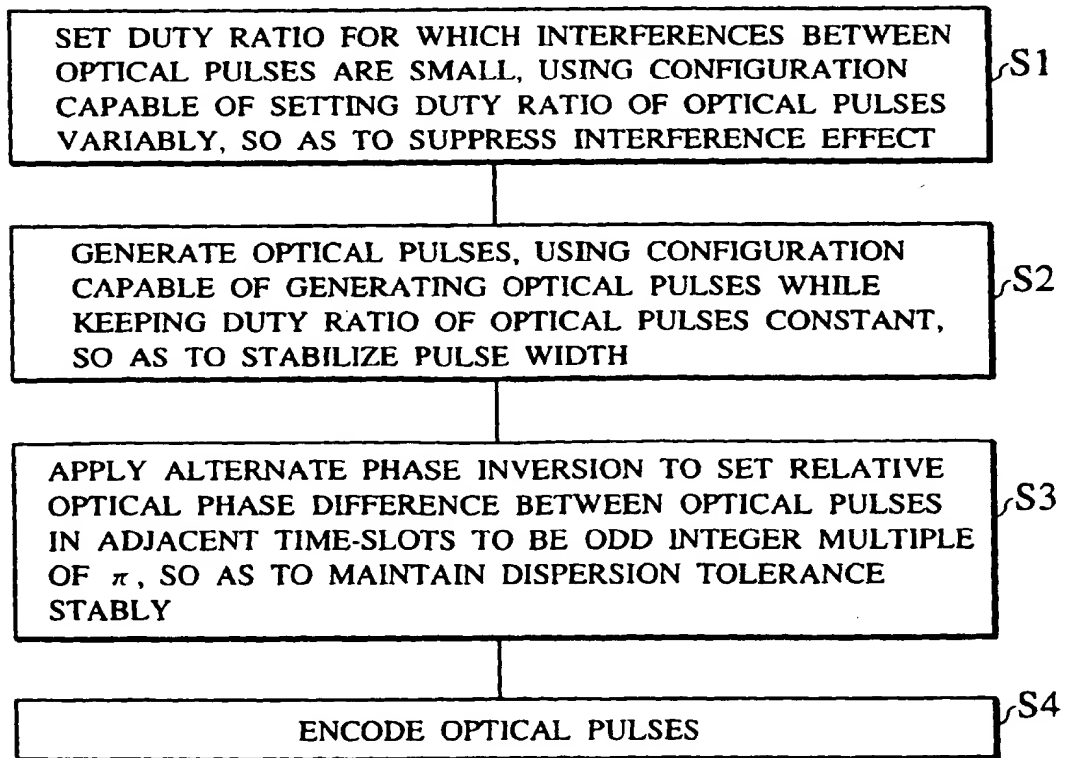 SET DUTY RATIO FOR WHICH INTERFERENCES BETWEEN
OPTICAL PULSES ARE SMALL, USING CONFIGURATION
CAPABLE OF SETTING DUTY RATIO OF OPTICAL PULSES
VARIABLY, SO AS TO SUPPRESS INTERFERENCE EFFECT
S1
GENERATE OPTICAL PULSES, USING CONFIGURATION
CAPABLE OF GENERATING OPTICAL PULSES WHILE
KEEPING DUTY RATIO OF OPTICAL PULSES CONSTANT,
SO AS TO STABILIZE PULSE WIDTH
S2
APPLY ALTERNATE PHASE INVERSION TO SET RELATIVE
OPTICAL PHASE DIFFERENCE BETWEEN OPTICAL PULSES
IN ADJACENT TIME-SLOTS TO BE ODD INTEGER MULTIPLE
OF π, SO AS TO MAINTAIN DISPERSION TOLERANCE
STABLY
S3
ENCODE OPTICAL PULSES
S4